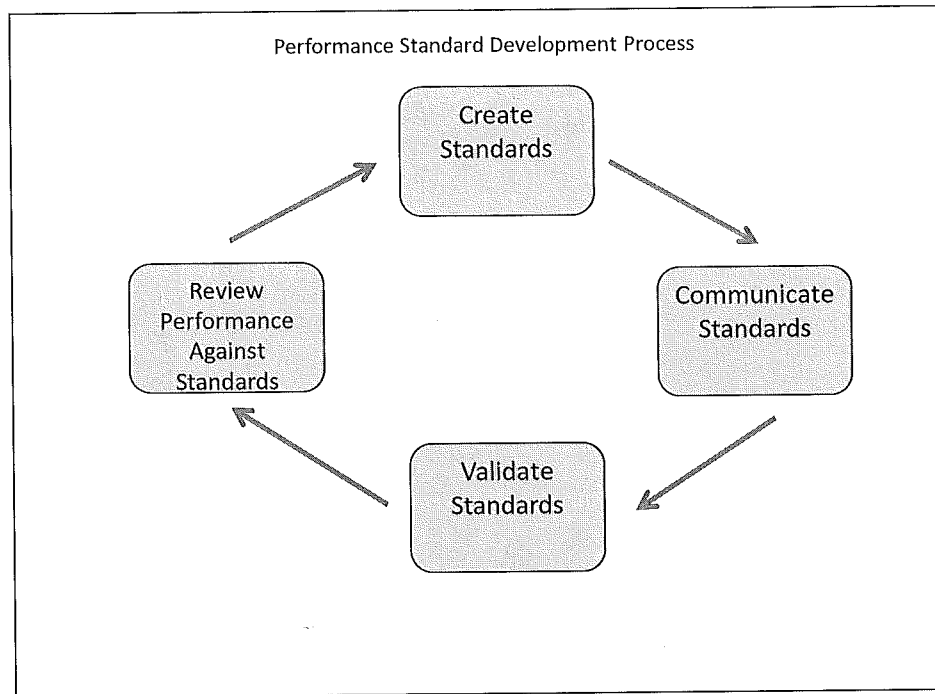 Performance Standard Development Process
Create
Standards
Communicate
Standards
Validate
Standards
Review
Performance
Against
Standards